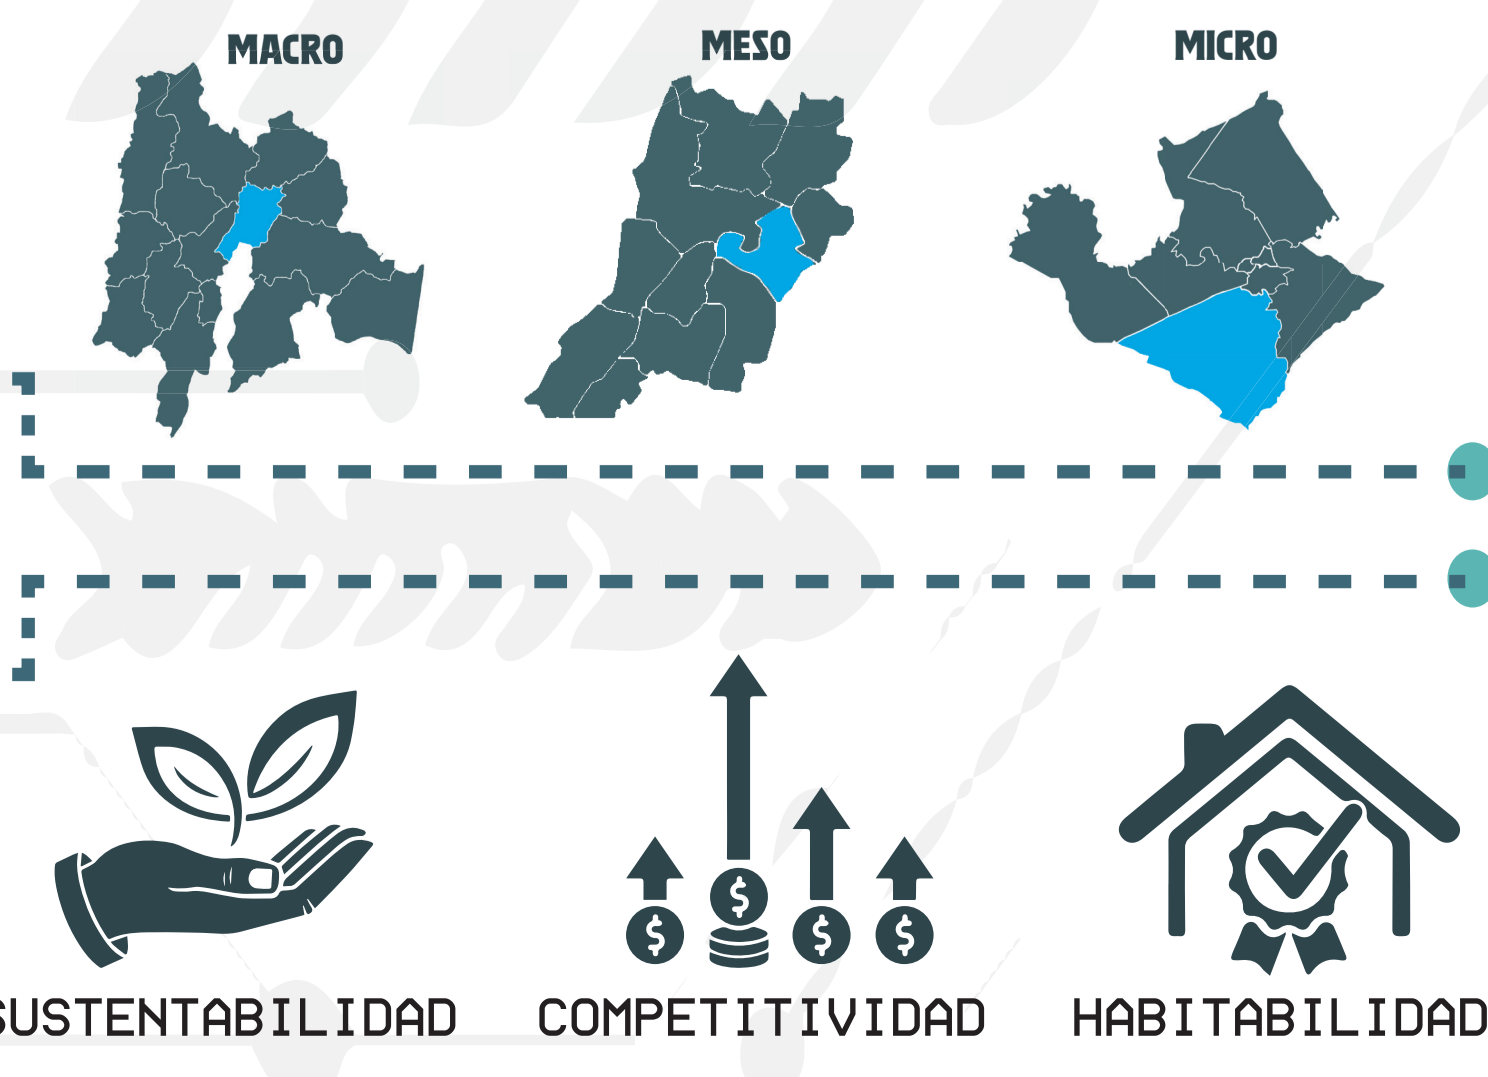 MACRO
MESO
MICRO
$
$
$
$
SUSTENTABILIDAD
COMPETITIVIDAD
HABITABILIDAD